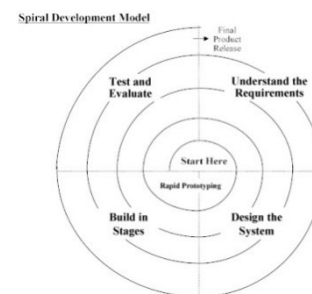 Spiral Development Model
Final
Product
Release
Test and
Evaluate
Understand the
Requirements
Start Here
Rapid Prototyping
Build in
Stages
Design the
System